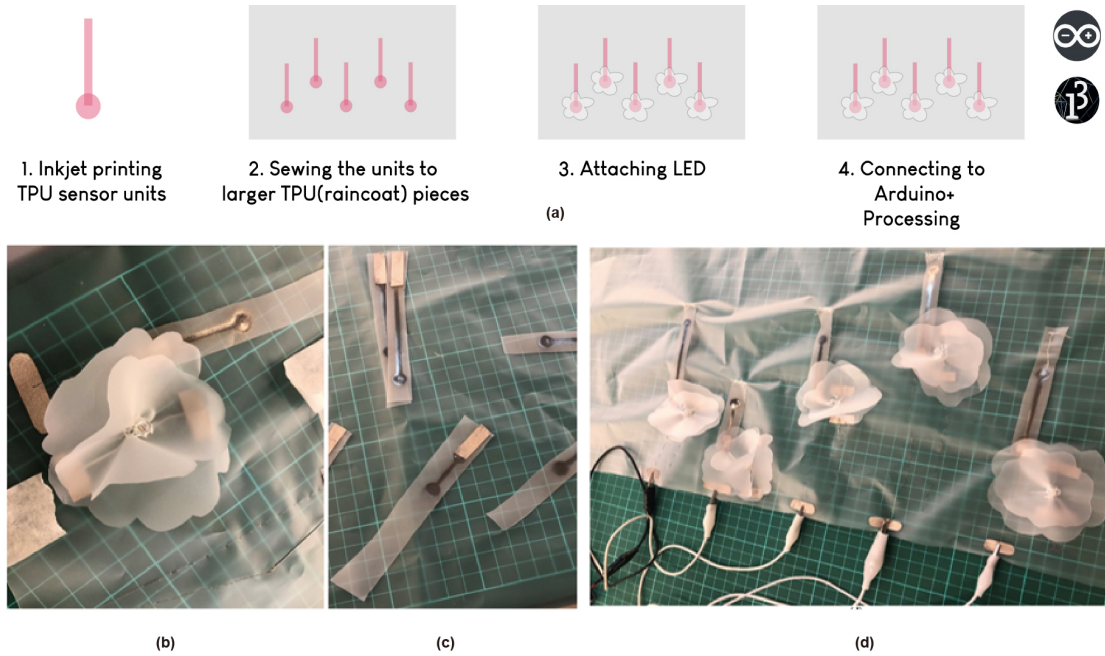 1. Inkjet printing
TPU sensor units
2. Sewing the units to
larger TPU(raincoat) pieces
3. Attaching LED
4. Connecting to
Arduino+
Processing
(a)
(b)
(c)
(d)